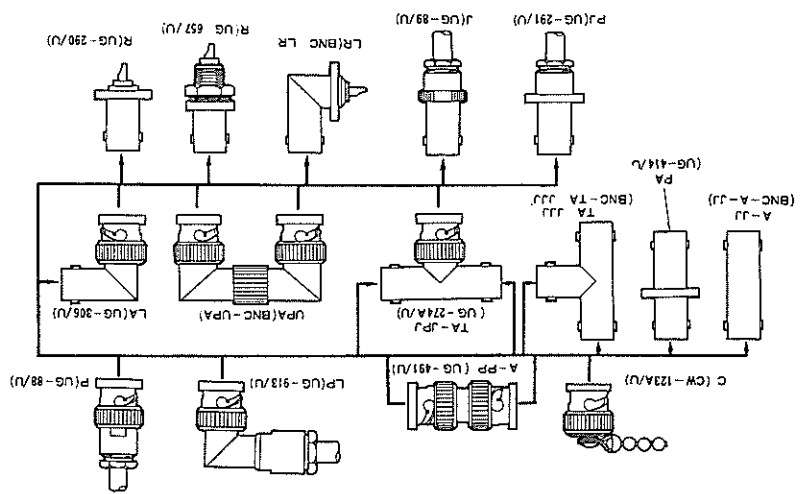 C (CW-123A/U)
A-PP (UG-491/U)
LP(UG-913/U)
P(UG-88/U)
A-JJ
(BNC-A-JJ)
PA
(UG-414/U
TA JJJ
(BNC-TA JJJ)
TA-JPJ
(UG-274A/U)
UPA(BNC-UPA)
LA(UG-306/U)
PJ(UG-291/U)
J(UG-89/U)
LR(BNC LR
R(UG 657/U)
R(UG-290/U)